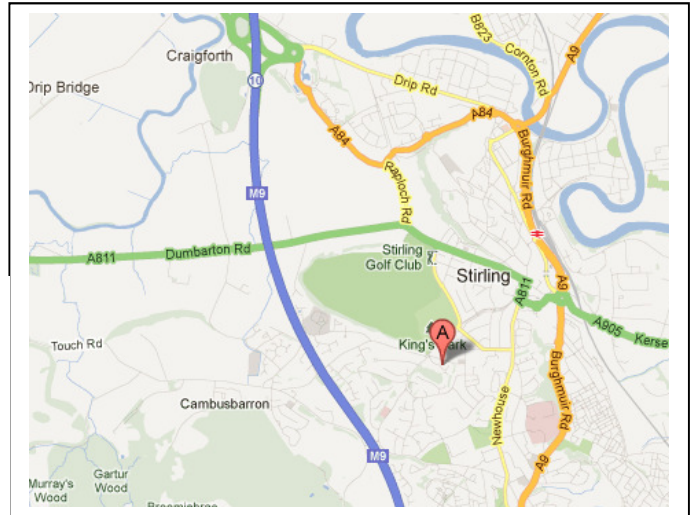 B823
Cornton Rd
A9
Craigforth
10
Drip Rd
Drip Bridge
A84
A84
Burghmuir Rd
Raploch Rd
M9
A811
Dumbarton Rd
Stirling
Golf Club
Stirling
A811
A9
A905
Kerse
A
King's Park
Touch Rd
Newhouse
Burghmuir Rd
Cambusbarron
M9
A9
Murray's
Wood
Gartur
Wood